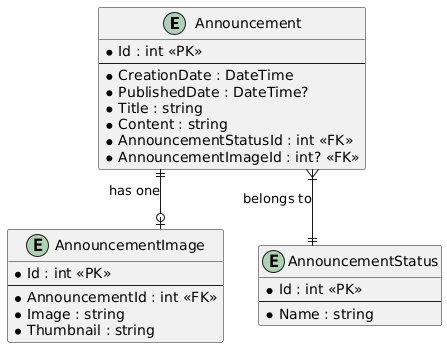 E Announcement
Id : int «PK»
CreationDate : DateTime
PublishedDate : DateTime?
Title : string
Content : string
AnnouncementStatusId : int «FK»
AnnouncementImageId : int? «FK»
has one
belongs to
E AnnouncementImage
Id : int «PK»
AnnouncementId : int «FK»
Image : string
Thumbnail : string
E AnnouncementStatus
Id : int «PK»
Name : string